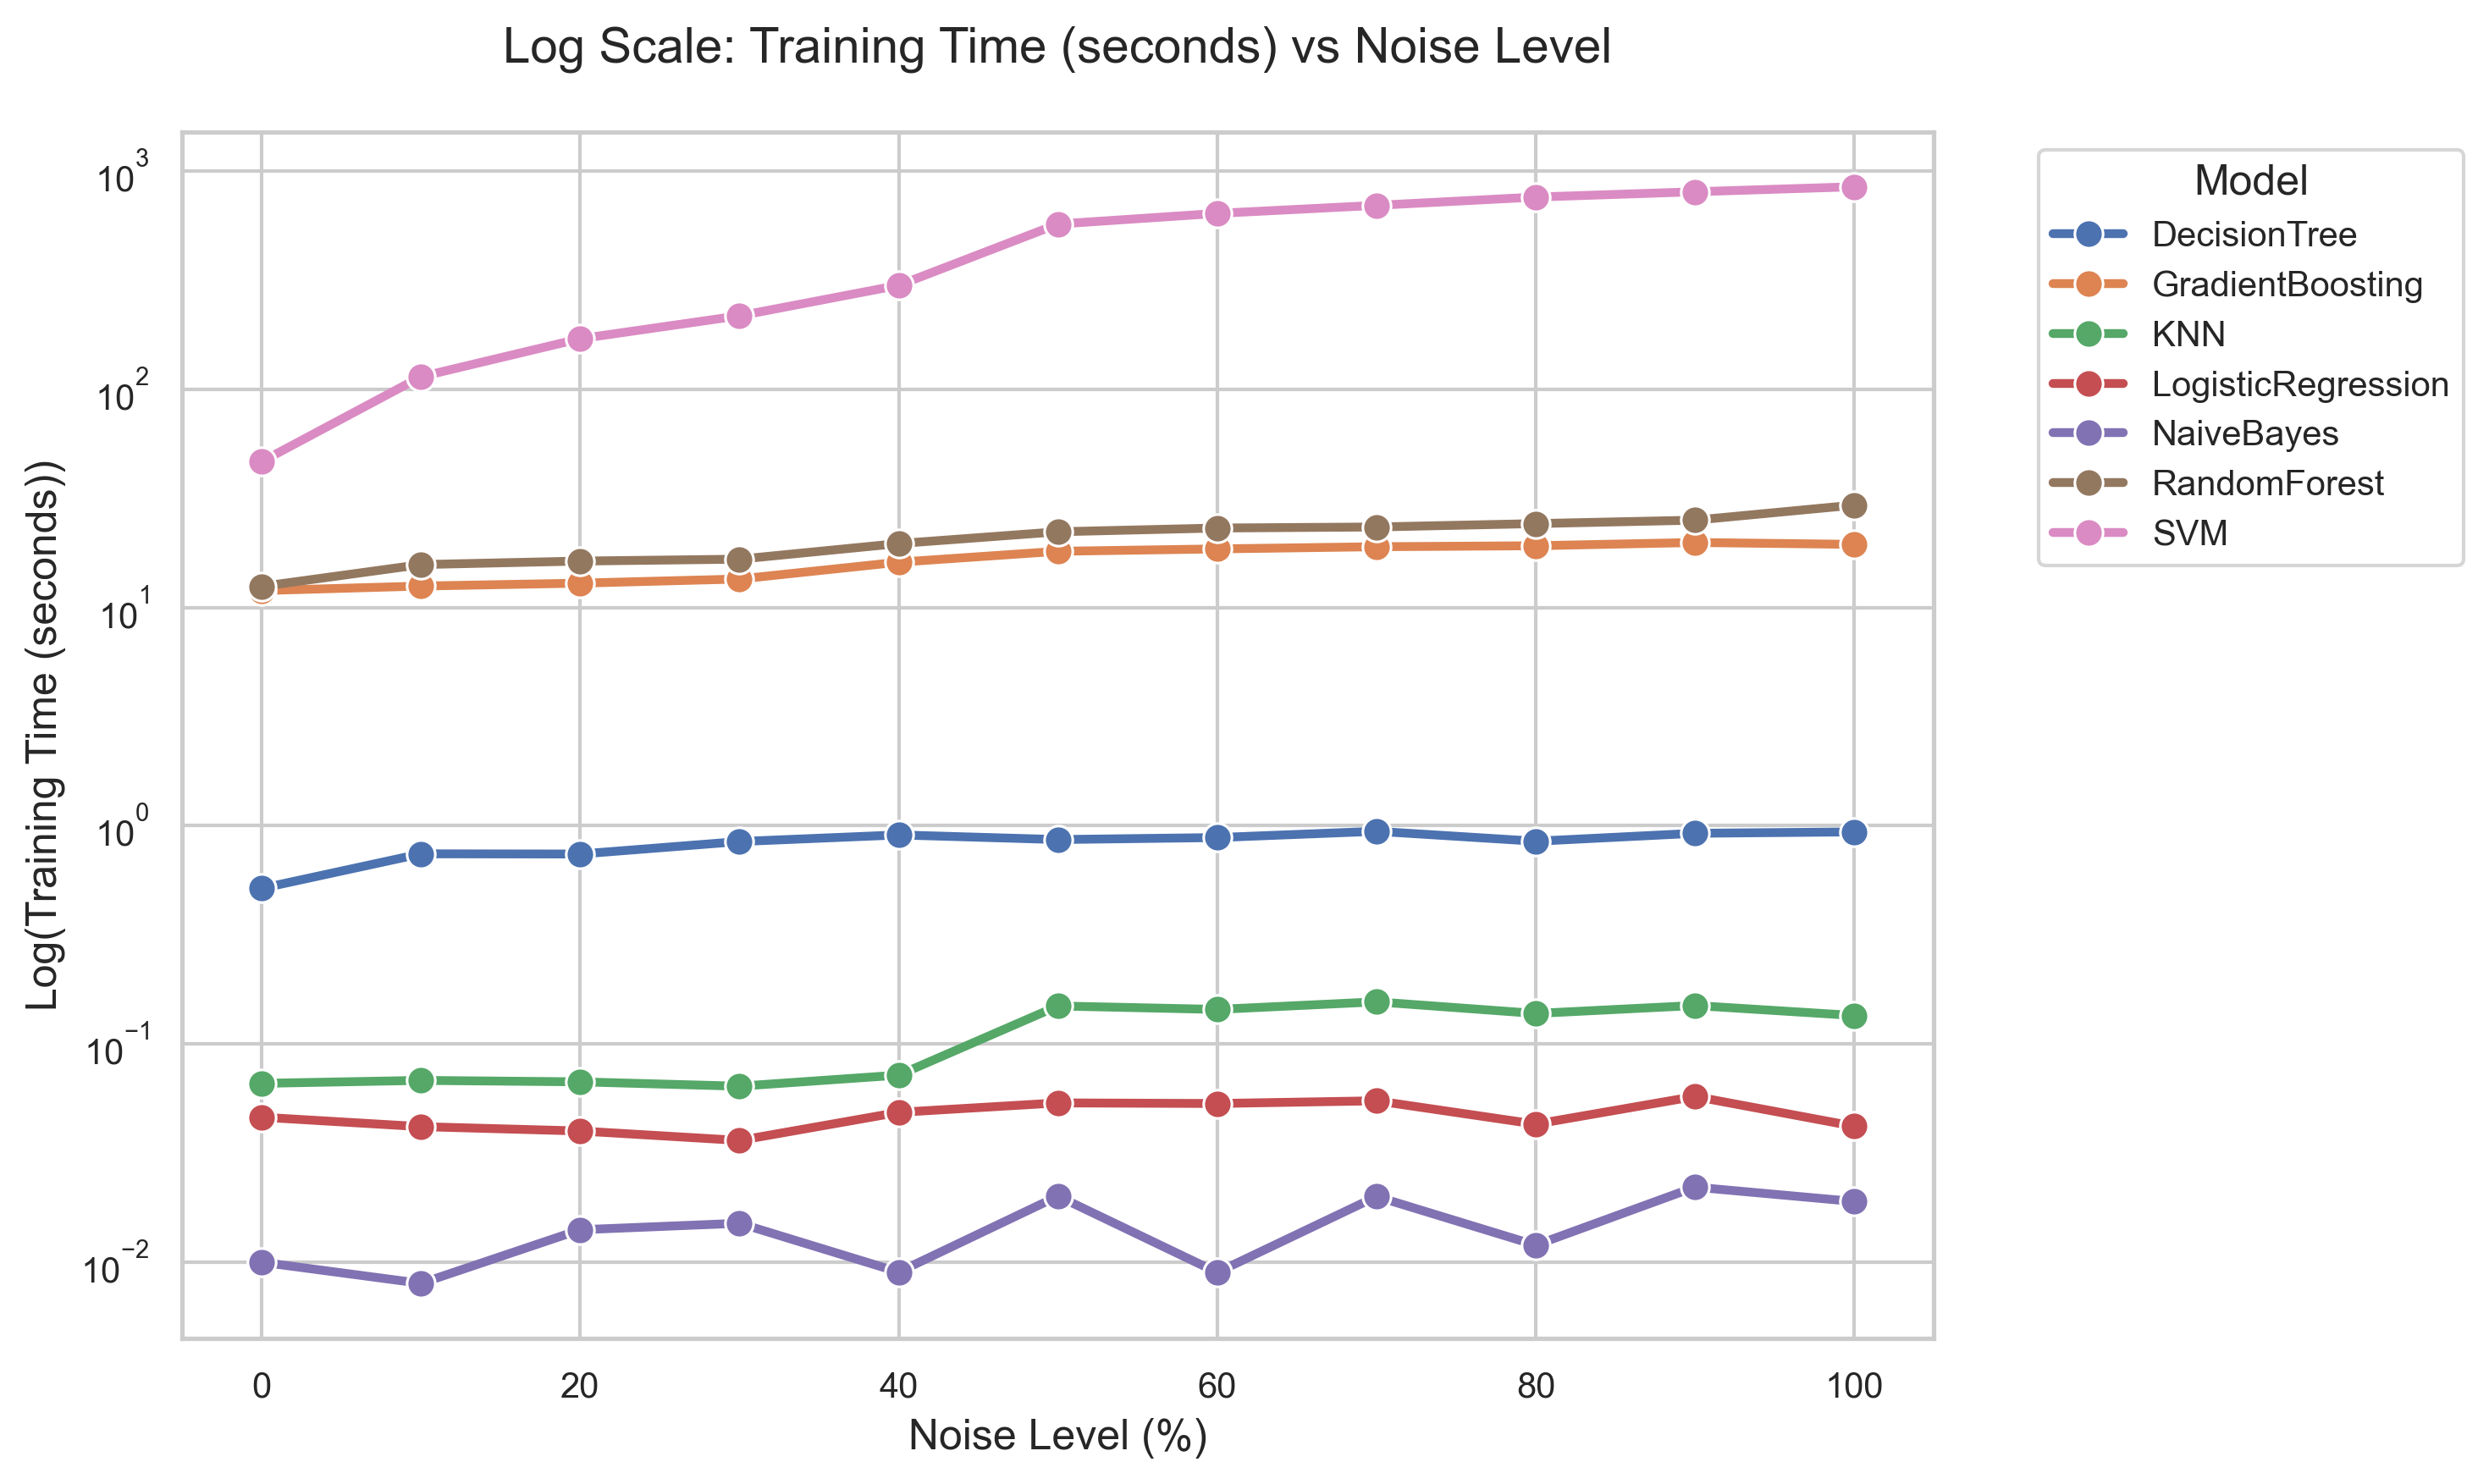 Log Scale: Training Time (seconds) vs Noise Level
Log(Training Time (seconds))
10^3
10^2
10^1
10^0
10^−1
10^−2
0 20 40 60 80 100
Noise Level (%)
Model
DecisionTree
GradientBoosting
KNN
LogisticRegression
NaiveBayes
RandomForest
SVM